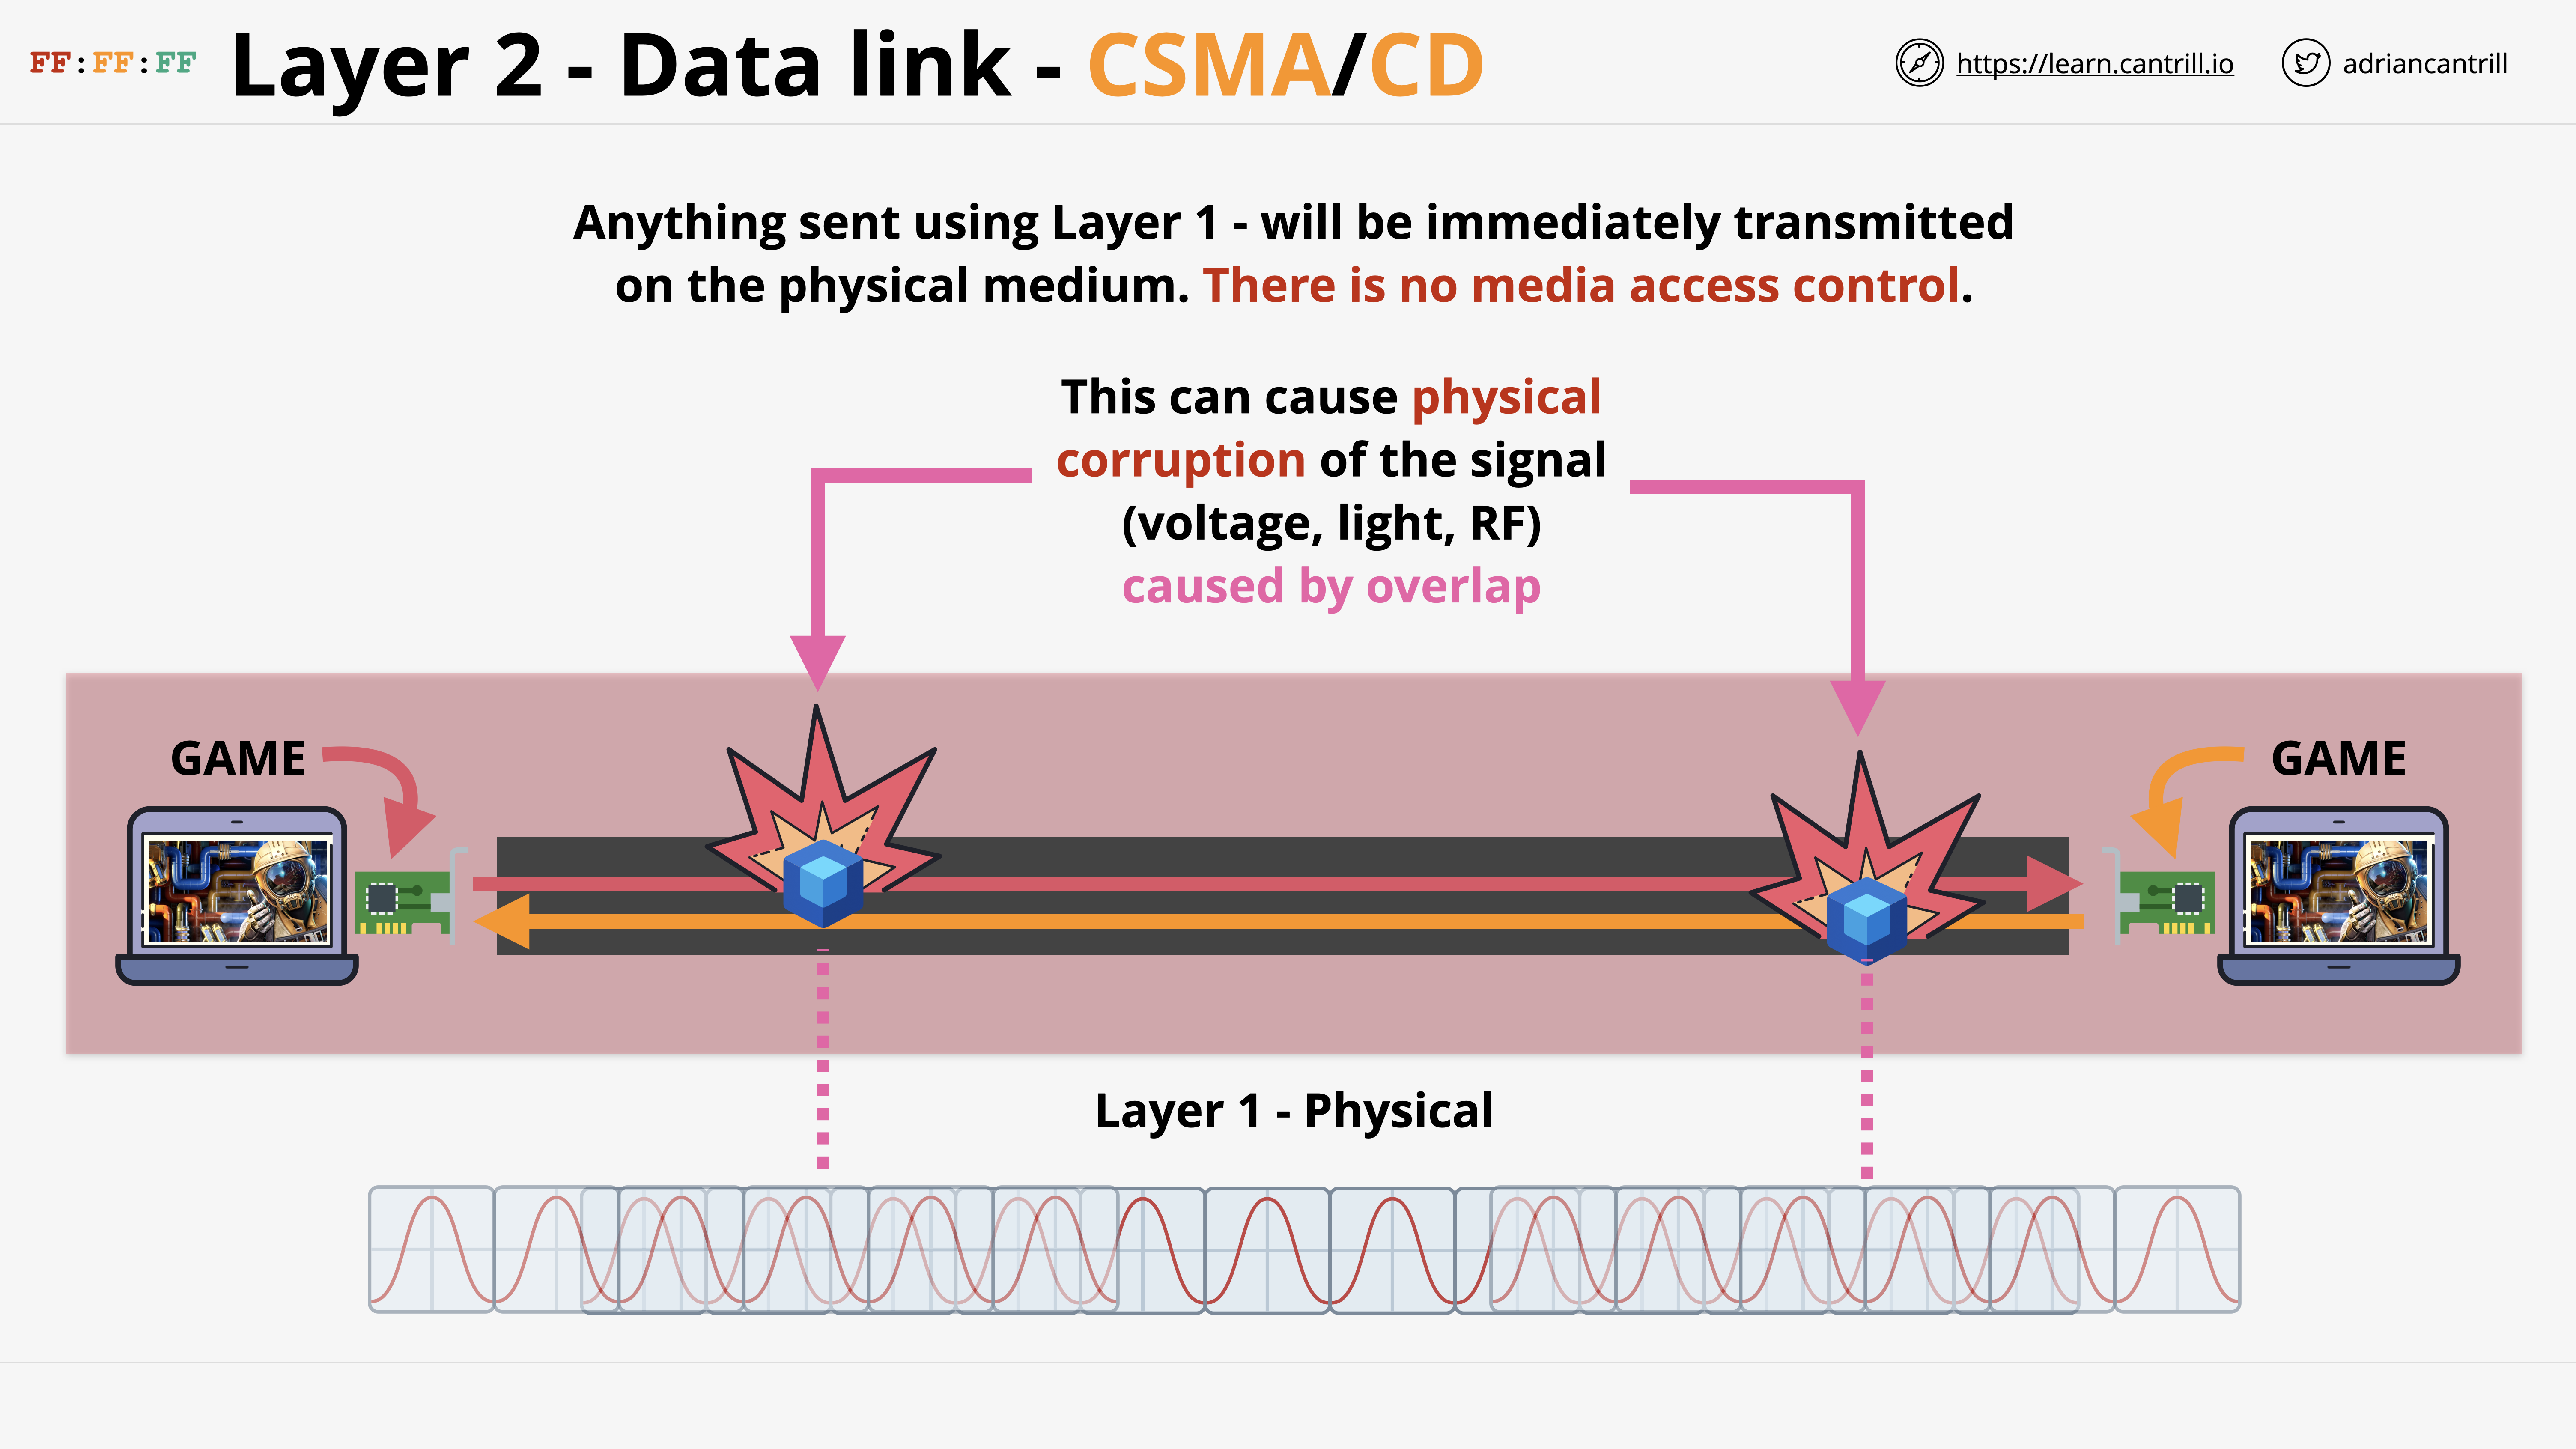 FF:FF:FF
Layer 2 - Data link - CSMA/CD
https://learn.cantrill.io
adriancantrill
Anything sent using Layer 1 - will be immediately transmitted
on the physical medium. There is no media access control.
This can cause physical
corruption of the signal
(voltage, light, RF)
caused by overlap
GAME
GAME
Layer 1 - Physical